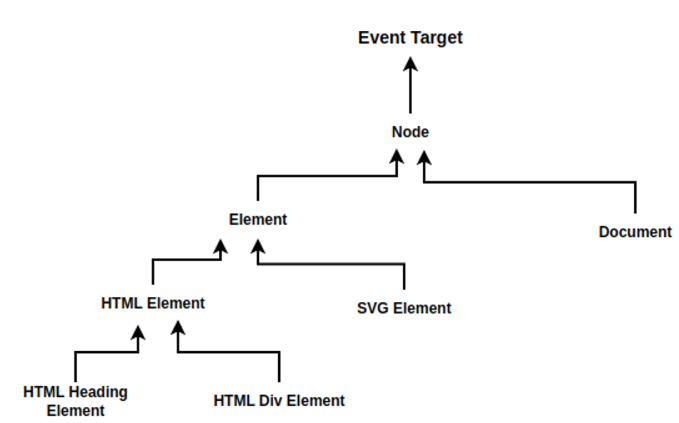 Event Target
Node
Element
Document
HTML Element
SVG Element
HTML Heading
Element
HTML Div Element